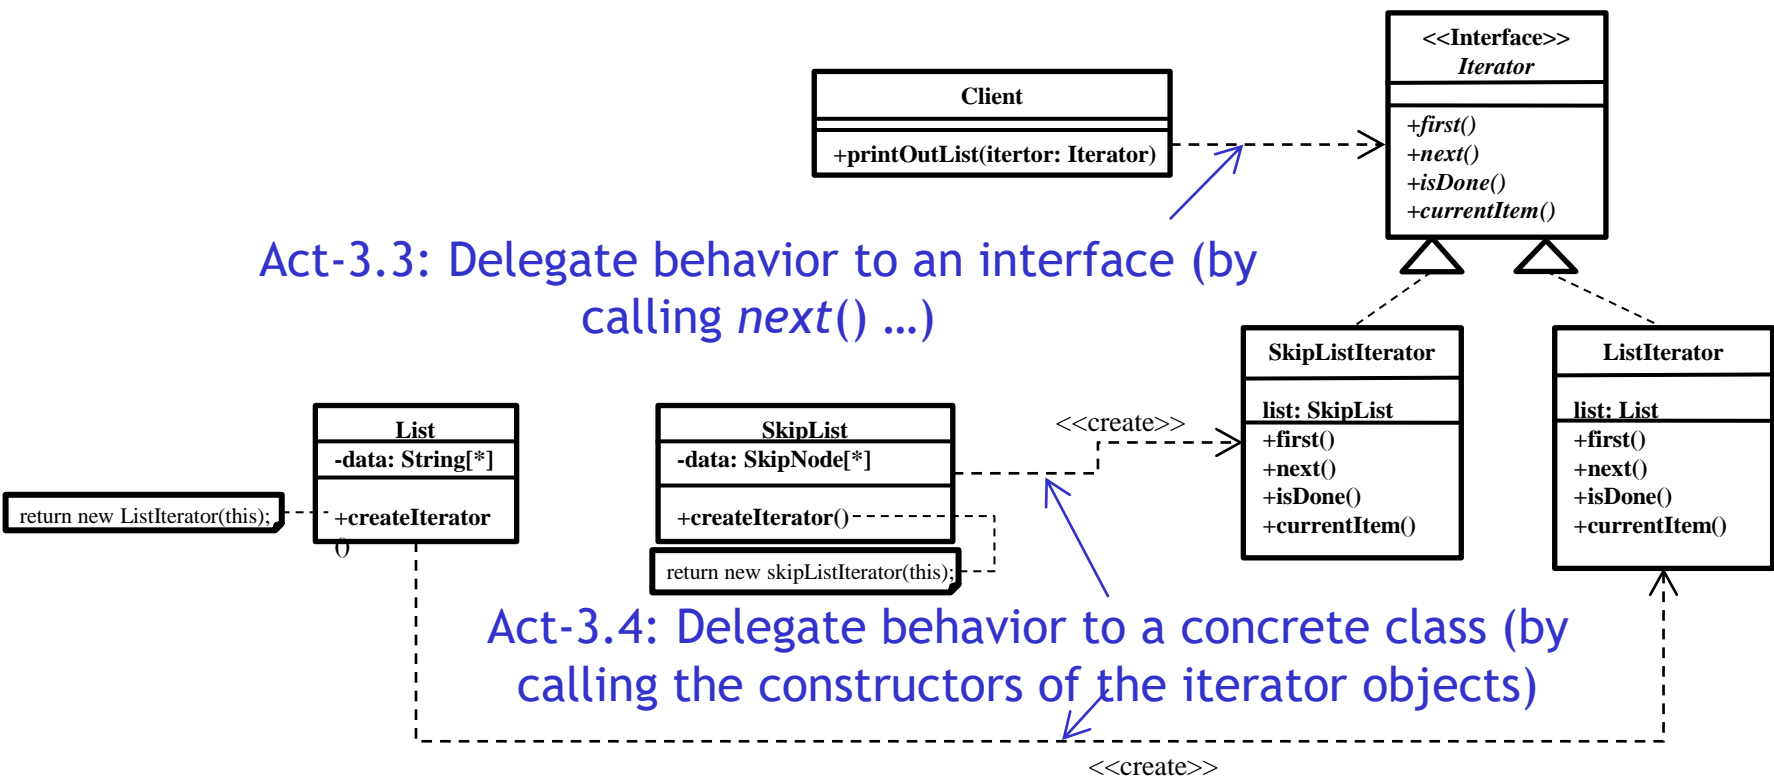 <<Interface>>
Iterator
+first()
+next()
+isDone()
+currentItem()
Client
+printOutList(itertor: Iterator)
Act-3.3: Delegate behavior to an interface (by
calling next() ...)
SkipListIterator
list: SkipList
+first()
+next()
+isDone()
+currentItem()
ListIterator
list: List
+first()
+next()
+isDone()
+currentItem()
List
-data: String[*]
+createIterator
()
return new ListIterator(this);
SkipList
-data: SkipNode[*]
+createIterator()
return new skipListIterator(this);
<<create>>
Act-3.4: Delegate behavior to a concrete class (by
calling the constructors of the iterator objects)
<<create>>